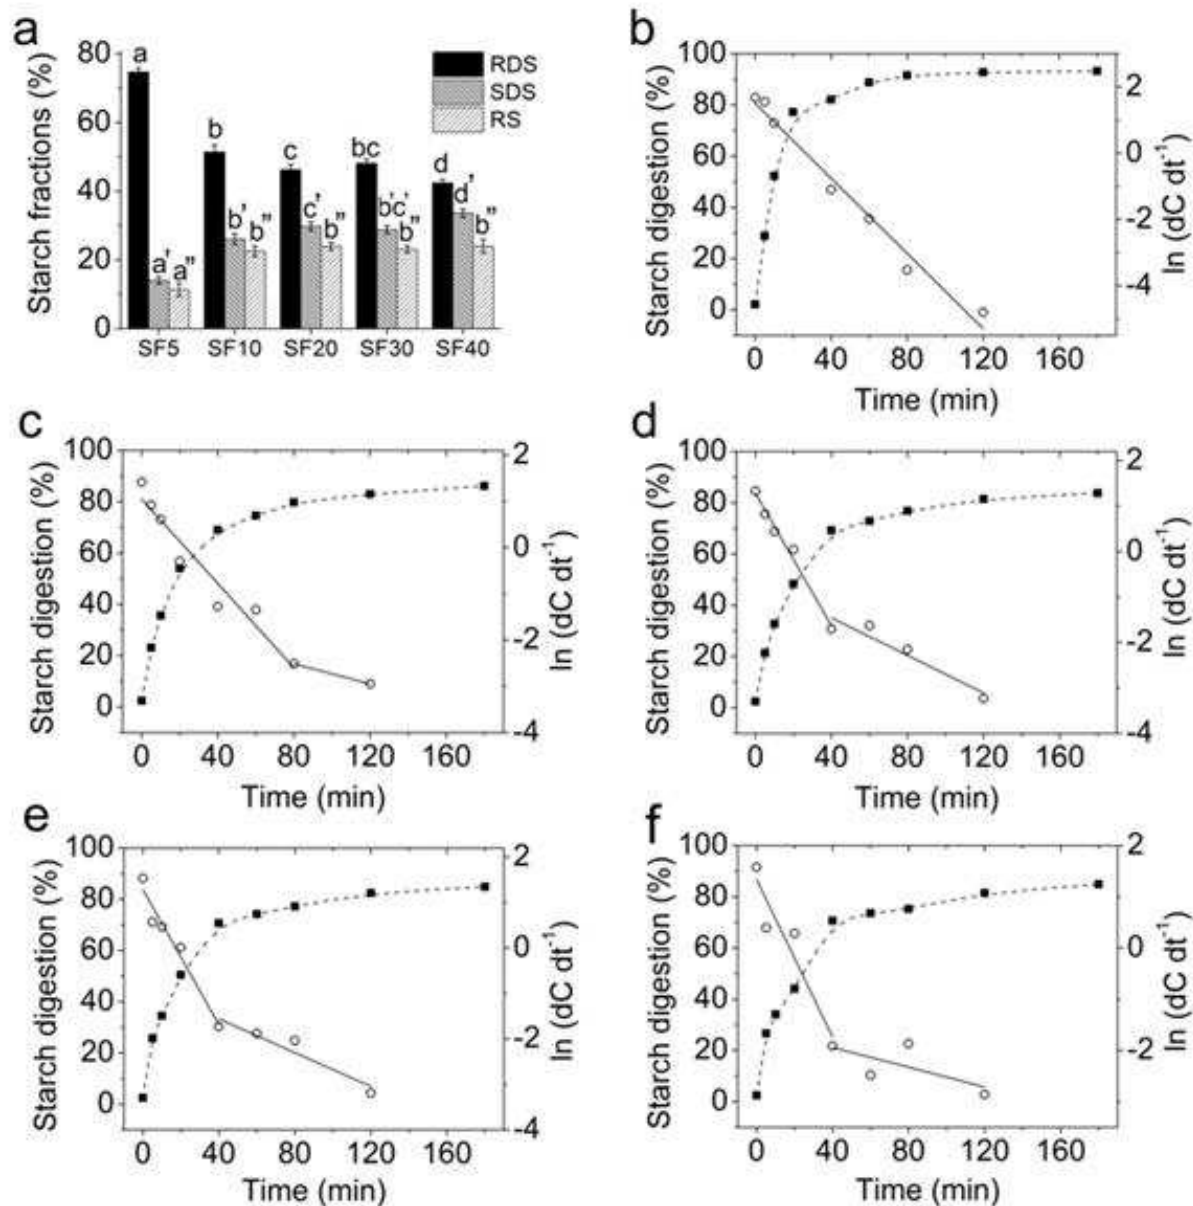 a
Starch fractions (%)
80
60
40
20
0
RDS
SDS
RS
a
a'
a"
b
b'
b"
c
c'
b"
bc
b'c'
b"
d
d'
b"
SF5 SF10 SF20 SF30 SF40
b
Starch digestion (%)
100
80
60
40
20
0
2
0
-2
-4
ln (dC dt⁻¹)
0 40 80 120 160
Time (min)
c
Starch digestion (%)
100
80
60
40
20
0
2
0
-2
-4
ln (dC dt⁻¹)
0 40 80 120 160
Time (min)
d
Starch digestion (%)
100
80
60
40
20
0
2
0
-2
-4
ln (dC dt⁻¹)
0 40 80 120 160
Time (min)
e
Starch digestion (%)
100
80
60
40
20
0
2
0
-2
-4
ln (dC dt⁻¹)
0 40 80 120 160
Time (min)
f
Starch digestion (%)
100
80
60
40
20
0
2
0
-2
ln (dC dt⁻¹)
0 40 80 120 160
Time (min)